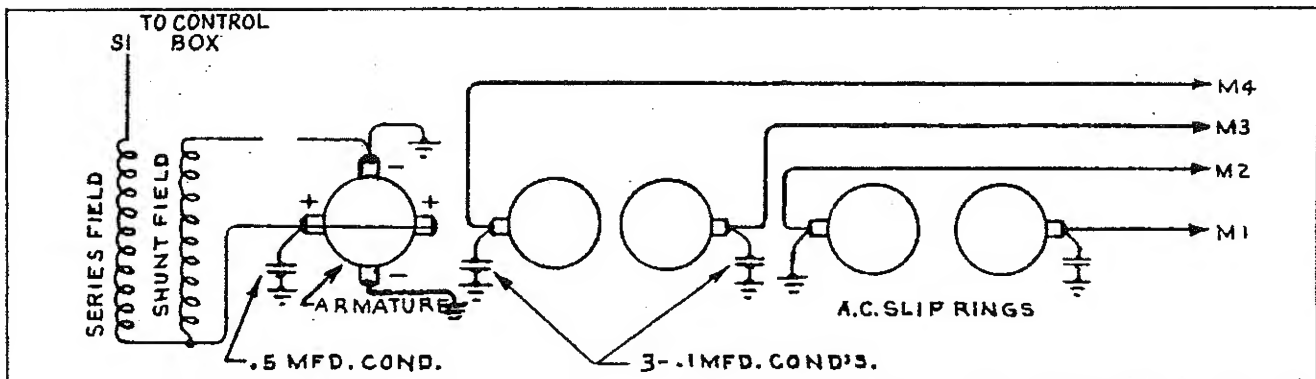 TO CONTROL
S1 BOX
M4
M3
M2
M1
SERIES FIELD
SHUNT FIELD
+
-
+
-
ARMATURE
A.C. SLIP RINGS
.5 MFD. COND.
3-.1MFD. COND'S.